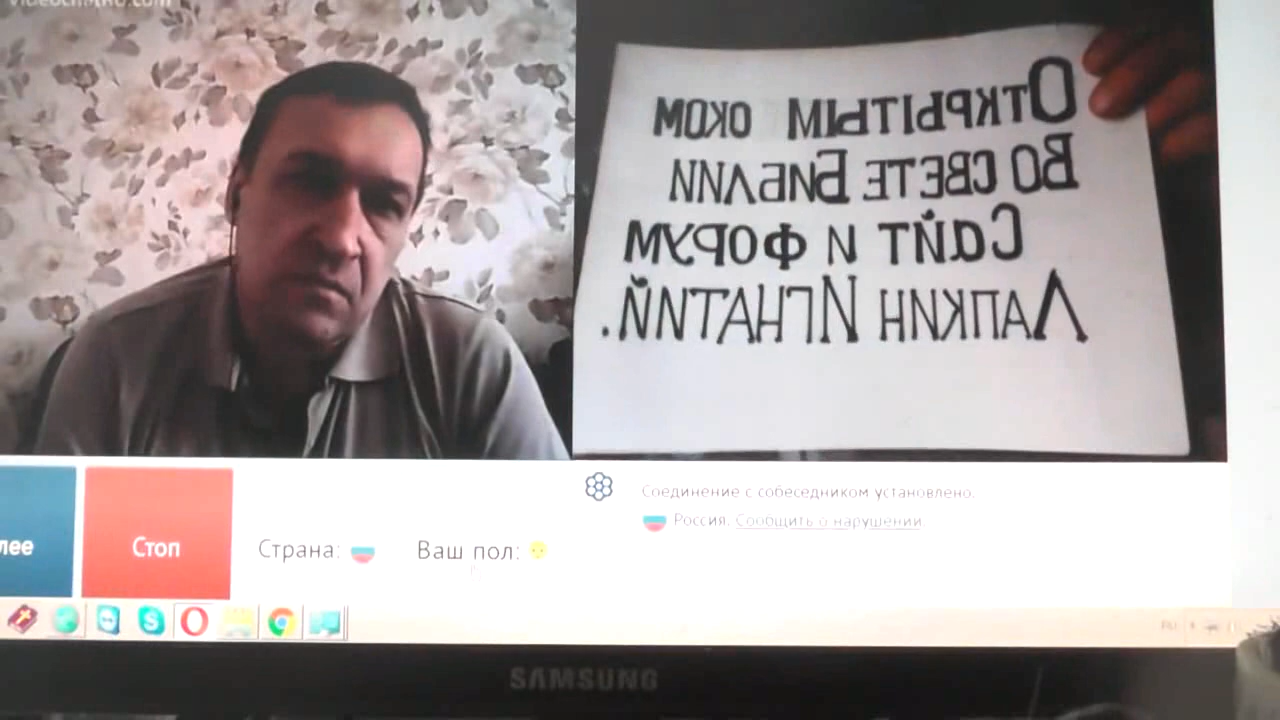 Открытым оком
Во свете Библии
Сайт и форум
Лапкин Игнатий.
лее
Стоп
Страна:
Ваш пол:
Соединение с собеседником установлено.
Россия. Сообщить о нарушении
SAMSUNG